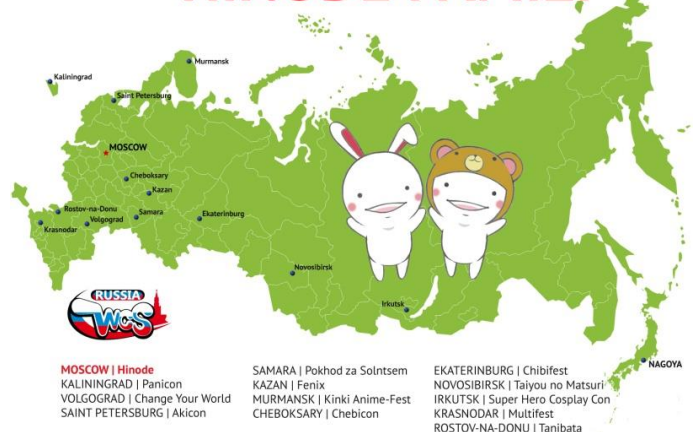 Murmansk
Kaliningrad
Saint Petersburg
MOSCOW
Cheboksary
Kazan
Rostov-na-Donu
Volgograd
Samara
Ekaterinburg
Krasnodar
Novosibirsk
Irkutsk
NAGOYA
RUSSIA
WCS
MOSCOW | Hinode
KALININGRAD | Panicon
VOLGOGRAD | Change Your World
SAINT PETERSBURG | Akicon
SAMARA | Pokhod za Solntsem
KAZAN | Fenix
MURMANSK | Kinki Anime-Fest
CHEBOKSARY | Chebicon
EKATERINBURG | Chibifest
NOVOSIBIRSK | Taiyou no Matsuri
IRKUTSK | Super Hero Cosplay Con
KRASNODAR | Multifest
ROSTOV-NA-DONU | Tanibata